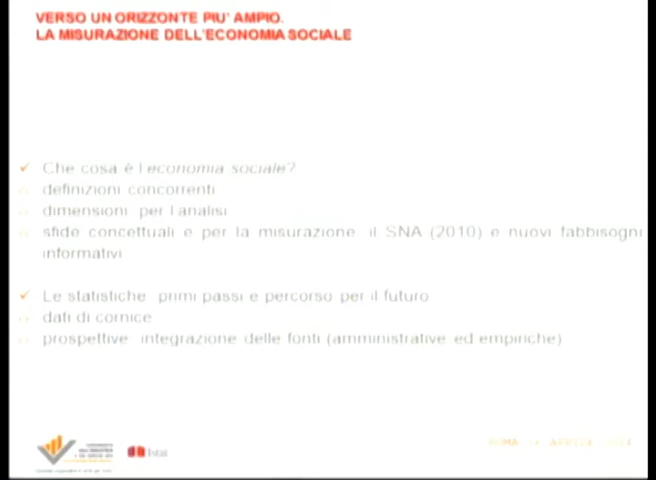 VERSO UN ORIZZONTE PIU' AMPIO.
LA MISURAZIONE DELL'ECONOMIA SOCIALE
Che cosa è l'economia sociale?
definizioni concorrenti
dimensioni per l'analisi
sfide concettuali e per la misurazione il SNA (2010) e nuovi fabbisogni
informativi
Le statistiche primi passi e percorso per il futuro
dati di cornice
prospettive integrazione delle fonti (amministrative ed empiriche)
Istat
ROMA APRILE